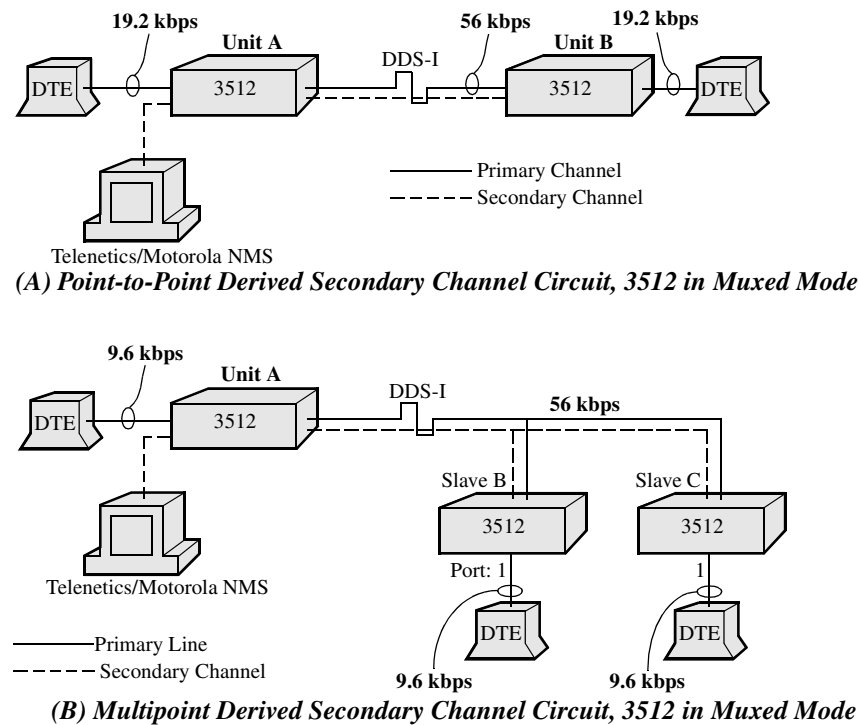 19.2 kbps
56 kbps
19.2 kbps
Unit A
Unit B
DDS-I
DTE
3512
3512
DTE
Primary Channel
Secondary Channel
Telenetics/Motorola NMS
(A) Point-to-Point Derived Secondary Channel Circuit, 3512 in Muxed Mode
9.6 kbps
Unit A
DDS-I
56 kbps
DTE
3512
Slave B
Slave C
3512
3512
Telenetics/Motorola NMS
Port: 1
1
DTE
DTE
Primary Line
Secondary Channel
9.6 kbps
9.6 kbps
(B) Multipoint Derived Secondary Channel Circuit, 3512 in Muxed Mode